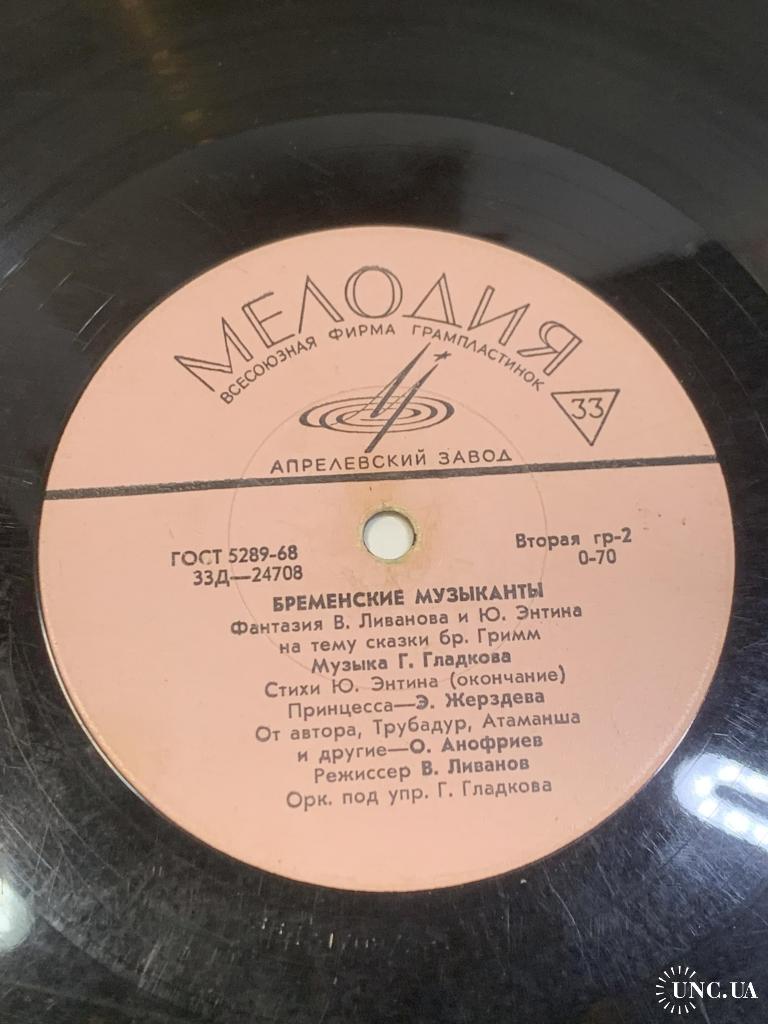 МЕЛОДИЯ
ВСЕСОЮЗНАЯ ФИРМА ГРАМПЛАСТИНОК
33
АПРЕЛЕВСКИЙ ЗАВОД
ГОСТ 5289-68
33Д—24708
Вторая гр-2
0-70
БРЕМЕНСКИЕ МУЗЫКАНТЫ
Фантазия В. Ливанова и Ю. Энтина
на тему сказки бр. Гримм
Музыка Г. Гладкова
Стихи Ю. Энтина (окончание)
Принцесса—Э. Жерздева
От автора, Трубадур, Атаманша
и другие—О. Анофриев
Режиссер В. Ливанов
Орк. под упр. Г. Гладкова
UNC.UA